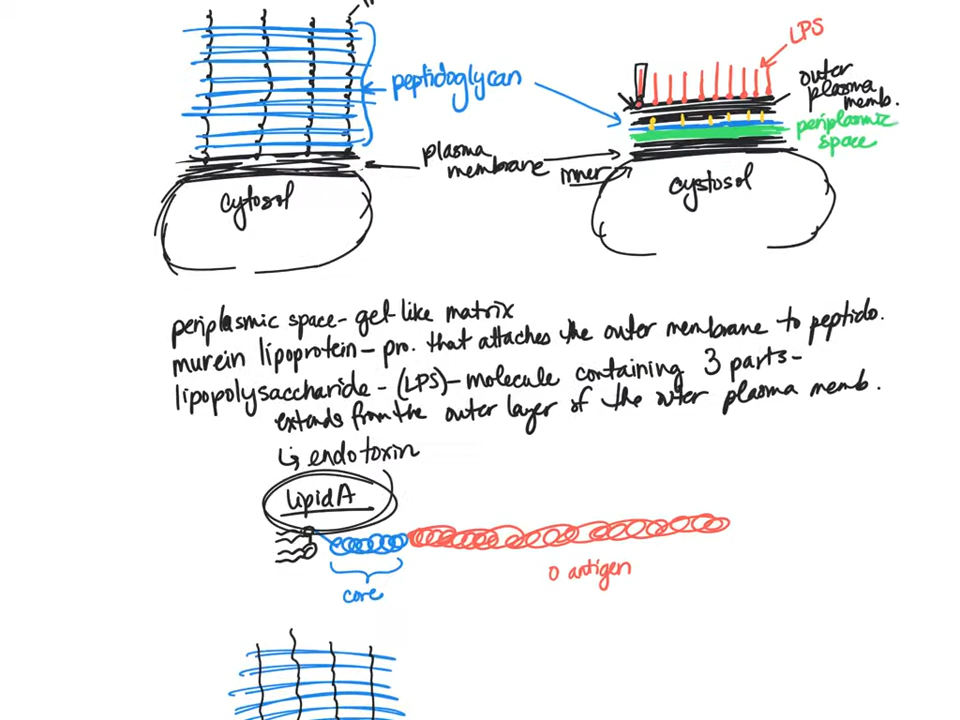 LPS
outer
plasma
memb.
peptidoglycan
periplasmic
space
plasma
membrane
inner
cytosol
cystosol
periplasmic space - gel-like matrix
murein lipoprotein - pro. that attaches the outer membrane to peptido.
lipopolysaccharide - (LPS) - molecule containing 3 parts -
extends from the outer layer of the outer plasma memb.
↳ endotoxin
lipid A
O antigen
core